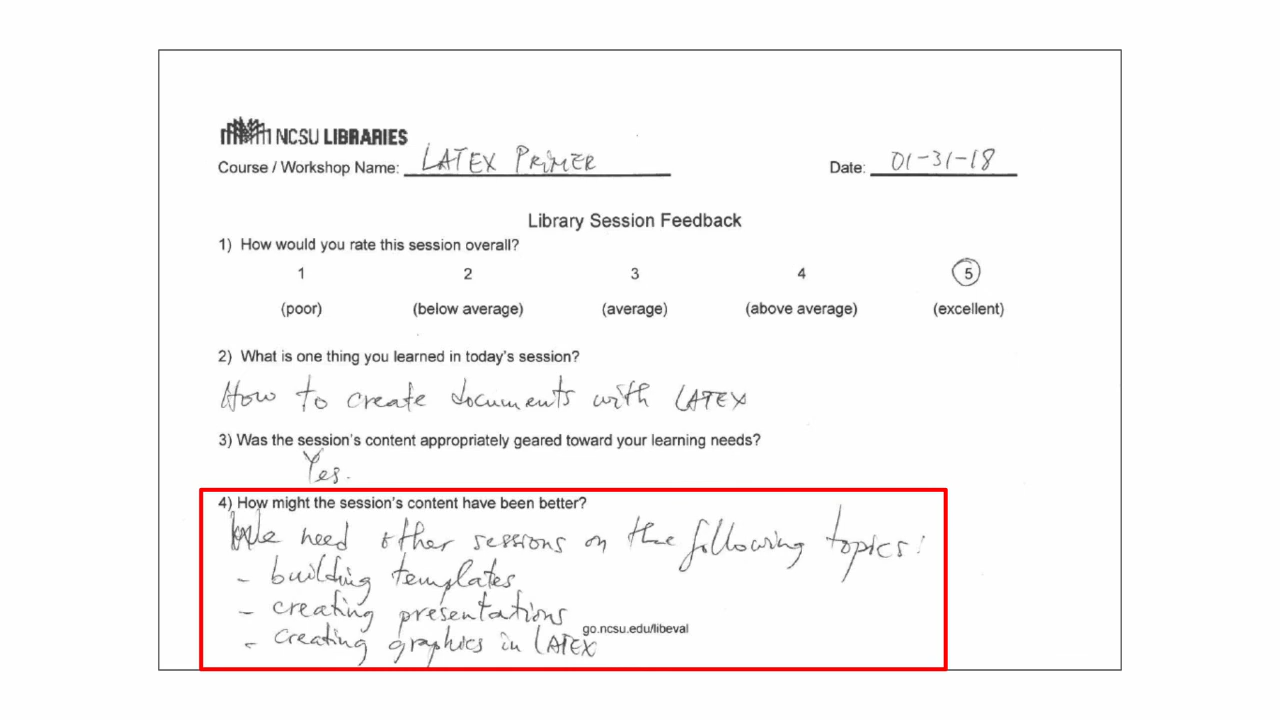 NCSU LIBRARIES
Course / Workshop Name: LATEX PRIMER Date: 01-31-18
Library Session Feedback
1) How would you rate this session overall?
1 2 3 4 5
(poor) (below average) (average) (above average) (excellent)
2) What is one thing you learned in today's session?
How to create documents with LATEX
3) Was the session's content appropriately geared toward your learning needs?
Yes.
4) How might the session's content have been better?
We need other sessions on the following topics:
- building templates
- creating presentations
- creating graphics in LATEX
go.ncsu.edu/libeval